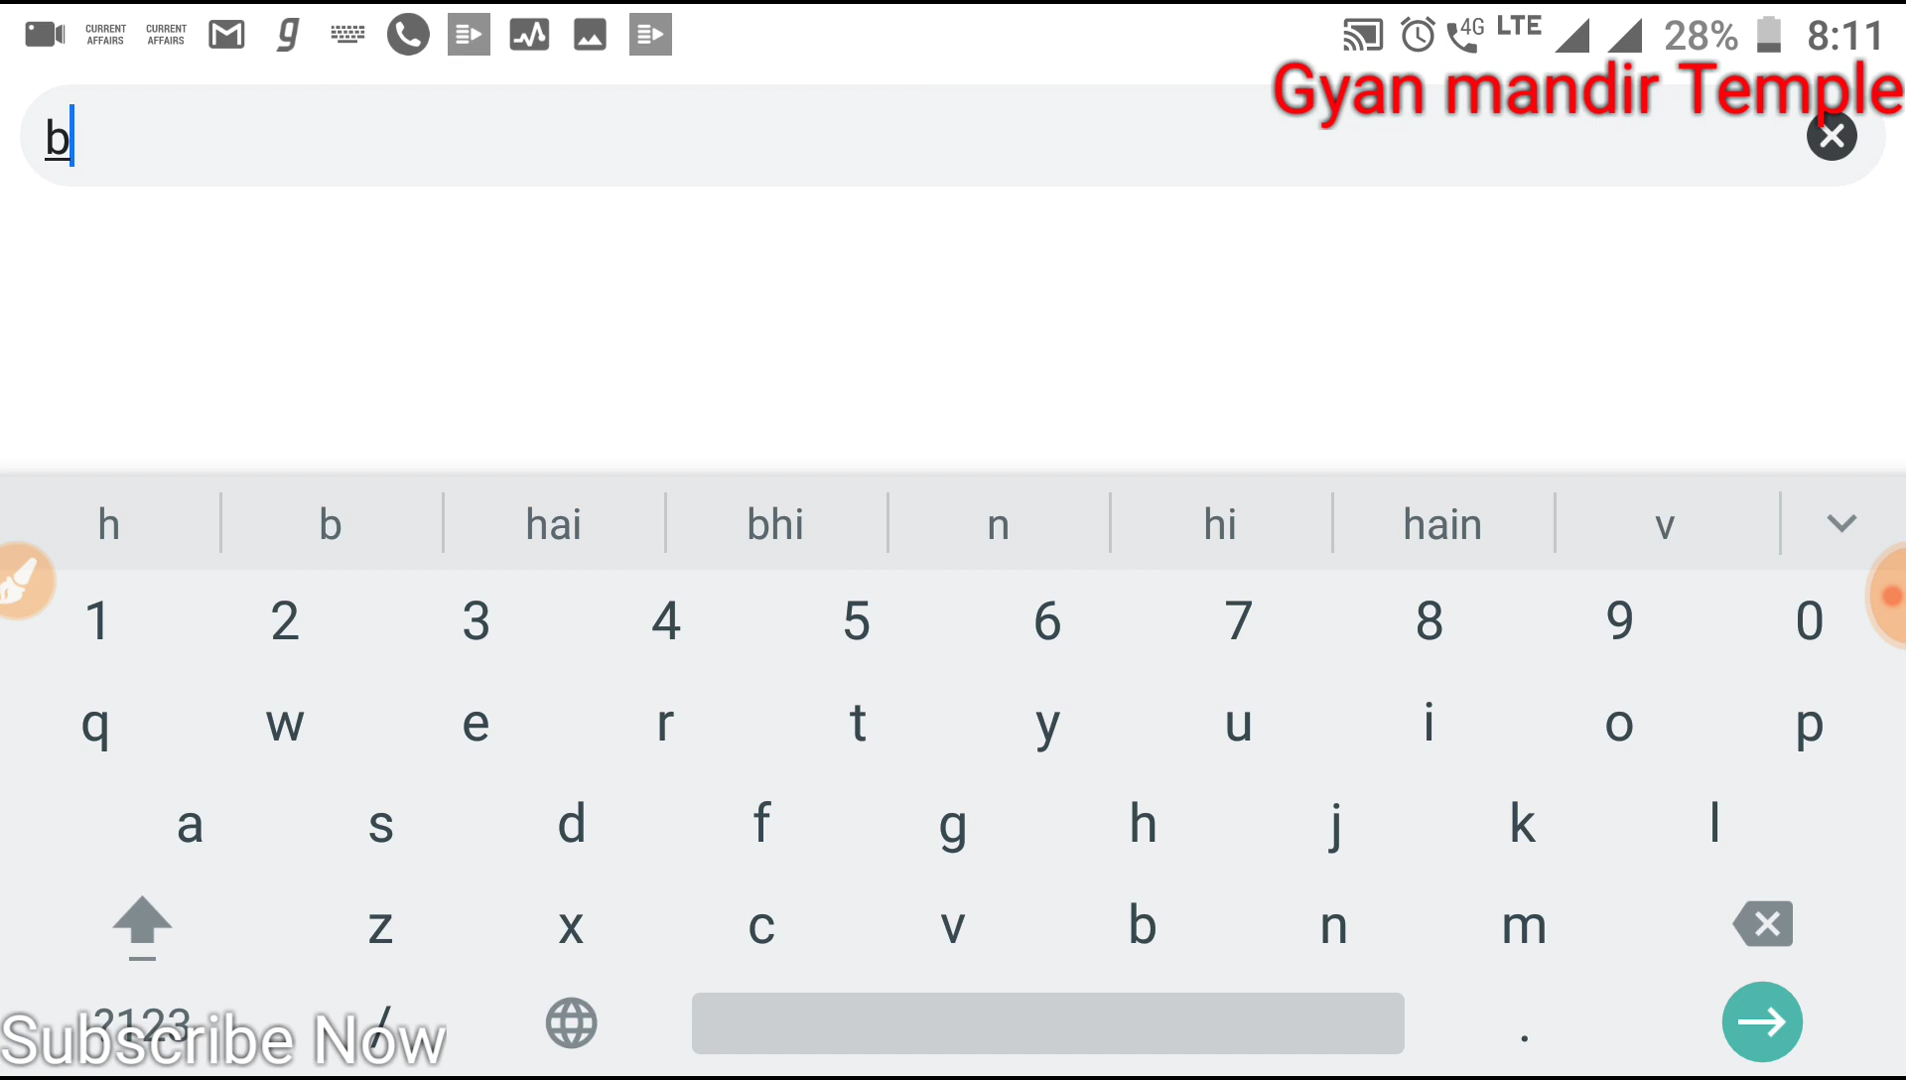 CURRENT AFFAIRS CURRENT AFFAIRS M g 4G LTE 28% 8:11
Gyan mandir Temple
b
h b hai bhi n hi hain v
1 2 3 4 5 6 7 8 9 0
q w e r t y u i o p
a s d f g h j k l
z x c v b n m
?123 / .
Subscribe Now